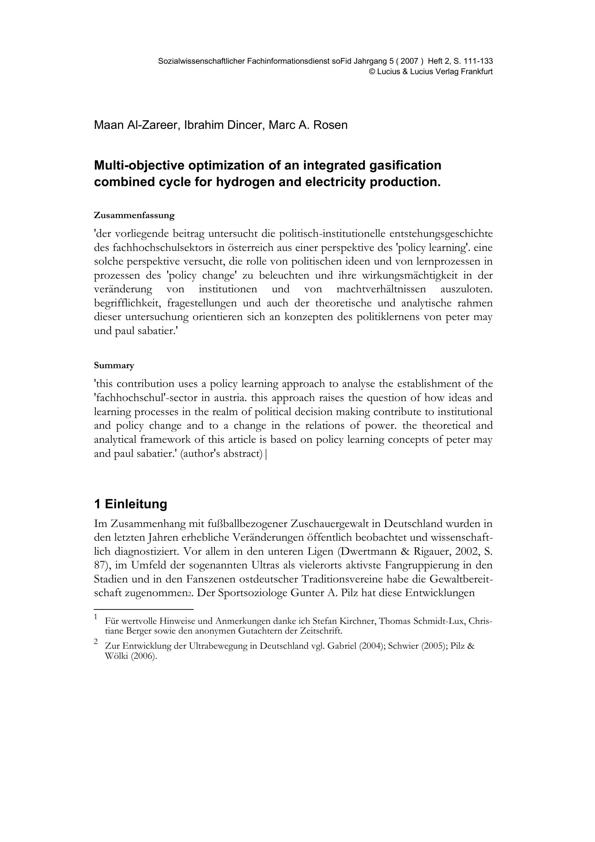 Sozialwissenschaftlicher Fachinformationsdienst soFid Jahrgang 5 ( 2007 ) Heft 2, S. 111-133
© Lucius & Lucius Verlag Frankfurt
Maan Al-Zareer, Ibrahim Dincer, Marc A. Rosen
Multi-objective optimization of an integrated gasification
combined cycle for hydrogen and electricity production.
Zusammenfassung
'der vorliegende beitrag untersucht die politisch-institutionelle entstehungsgeschichte
des fachhochschulsektors in österreich aus einer perspektive des 'policy learning'. eine
solche perspektive versucht, die rolle von politischen ideen und von lernprozessen in
prozessen des 'policy change' zu beleuchten und ihre wirkungsmächtigkeit in der
veränderung von institutionen und von machtverhältnissen auszuloten.
begrifflichkeit, fragestellungen und auch der theoretische und analytische rahmen
dieser untersuchung orientieren sich an konzepten des politiklernens von peter may
und paul sabatier.'
Summary
'this contribution uses a policy learning approach to analyse the establishment of the
'fachhochschul'-sector in austria. this approach raises the question of how ideas and
learning processes in the realm of political decision making contribute to institutional
and policy change and to a change in the relations of power. the theoretical and
analytical framework of this article is based on policy learning concepts of peter may
and paul sabatier.' (author's abstract)|
1 Einleitung
Im Zusammenhang mit fußballbezogener Zuschauergewalt in Deutschland wurden in
den letzten Jahren erhebliche Veränderungen öffentlich beobachtet und wissenschaft-
lich diagnostiziert. Vor allem in den unteren Ligen (Dwertmann & Rigauer, 2002, S.
87), im Umfeld der sogenannten Ultras als vielerorts aktivste Fangruppierung in den
Stadien und in den Fanszenen ostdeutscher Traditionsvereine habe die Gewaltbereit-
schaft zugenommen2. Der Sportsoziologe Gunter A. Pilz hat diese Entwicklungen
1 Für wertvolle Hinweise und Anmerkungen danke ich Stefan Kirchner, Thomas Schmidt-Lux, Chris-
tiane Berger sowie den anonymen Gutachtern der Zeitschrift.
2 Zur Entwicklung der Ultrabewegung in Deutschland vgl. Gabriel (2004); Schwier (2005); Pilz &
Wölki (2006).